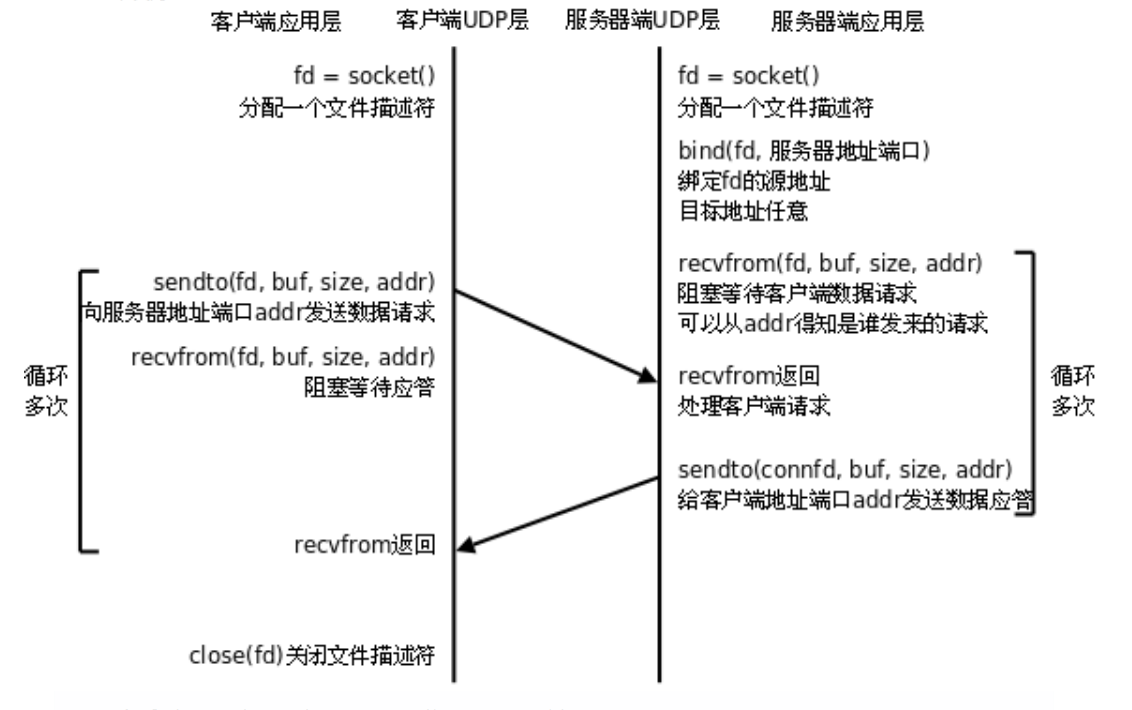 客户端应用层 客户端UDP层 服务器端UDP层 服务器端应用层
fd = socket()
分配一个文件描述符
sendto(fd, buf, size, addr)
向服务器地址端口addr发送数据请求
recvfrom(fd, buf, size, addr)
阻塞等待应答
循环
多次
recvfrom返回
close(fd)关闭文件描述符
fd = socket()
分配一个文件描述符
bind(fd, 服务器地址端口)
绑定fd的源地址
目标地址任意
recvfrom(fd, buf, size, addr)
阻塞等待客户端数据请求
可以从addr得知是谁发来的请求
recvfrom返回
处理客户端请求
循环
多次
sendto(connfd, buf, size, addr)
给客户端地址端口addr发送数据应答